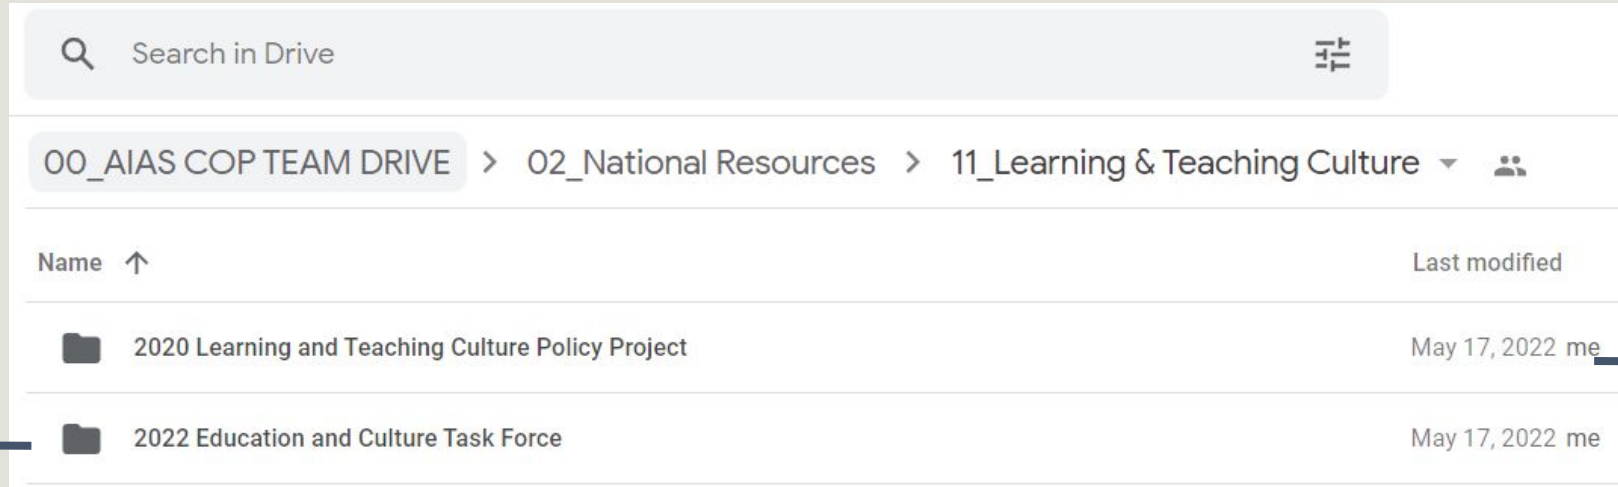 Search in Drive
00_AIAS COP TEAM DRIVE > 02_National Resources > 11_Learning & Teaching Culture
Name Last modified
2020 Learning and Teaching Culture Policy Project May 17, 2022 me
2022 Education and Culture Task Force May 17, 2022 me